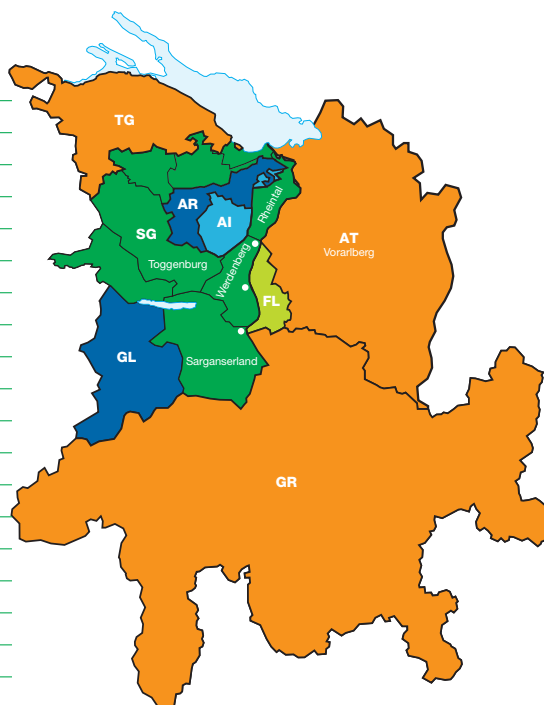 TG
AR
AI
Rheintal
SG
AT
Vorarlberg
Toggenburg
Werdenberg
FL
GL
Sarganserland
GR